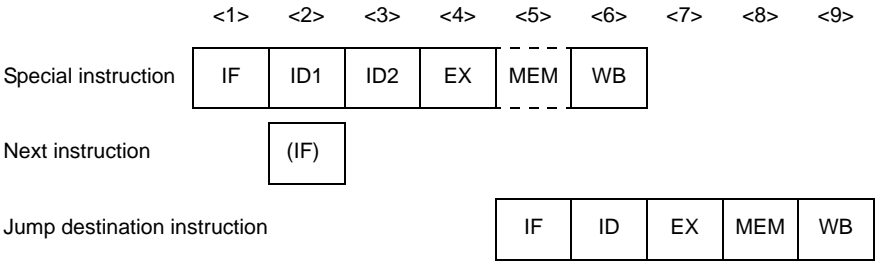 <1> <2> <3> <4> <5> <6> <7> <8> <9>
Special instruction IF ID1 ID2 EX MEM WB
Next instruction (IF)
Jump destination instruction IF ID EX MEM WB